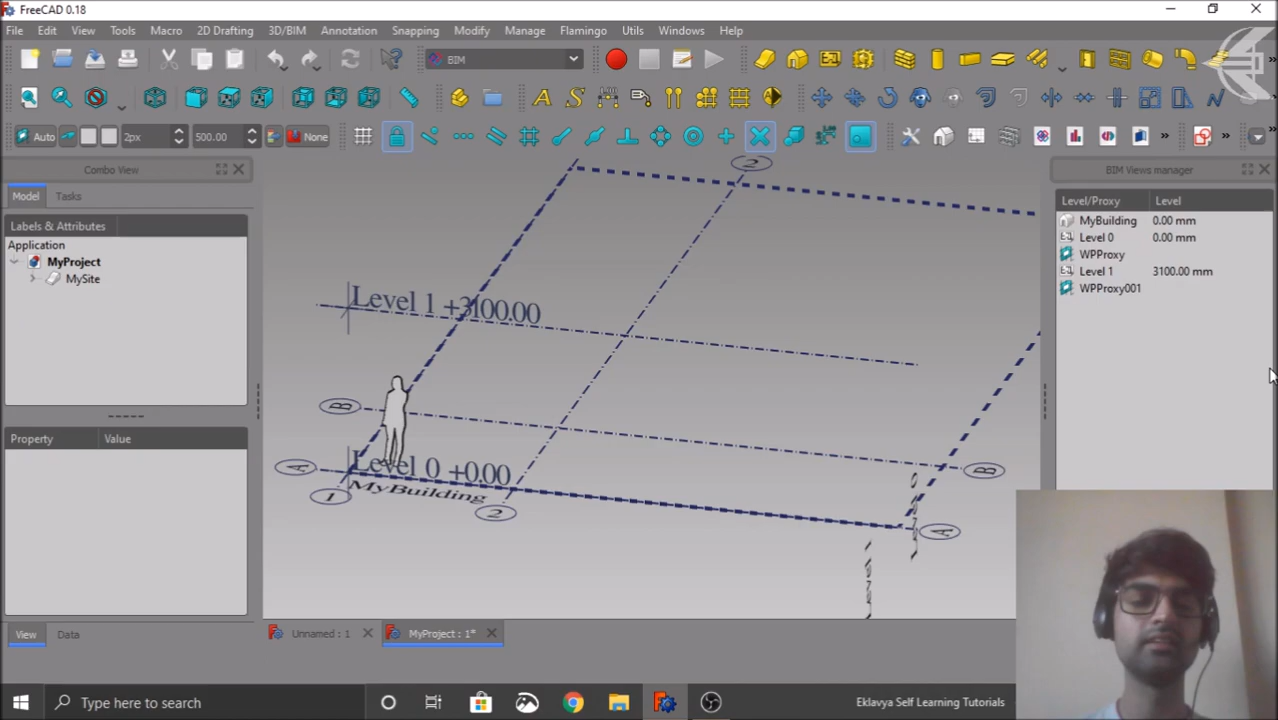 FreeCAD 0.18
File Edit View Tools Macro 2D Drafting 3D/BIM Annotation Snapping Modify Manage Flamingo Utils Windows Help
BIM
Auto 2px 500.00 None
Combo View
BIM Views manager
Model Tasks
Labels & Attributes
Application
MyProject
MySite
Property Value
View Data
Level/Proxy Level
MyBuilding 0.00 mm
Level 0 0.00 mm
WPProxy
Level 1 3100.00 mm
WPProxy001
2
Level 1 +3100.00
B
A
Level 0 +0.00
B
1
MyBuilding
2
A
Unnamed : 1
MyProject : 1*
Type here to search
Eklavya Self Learning Tutorials